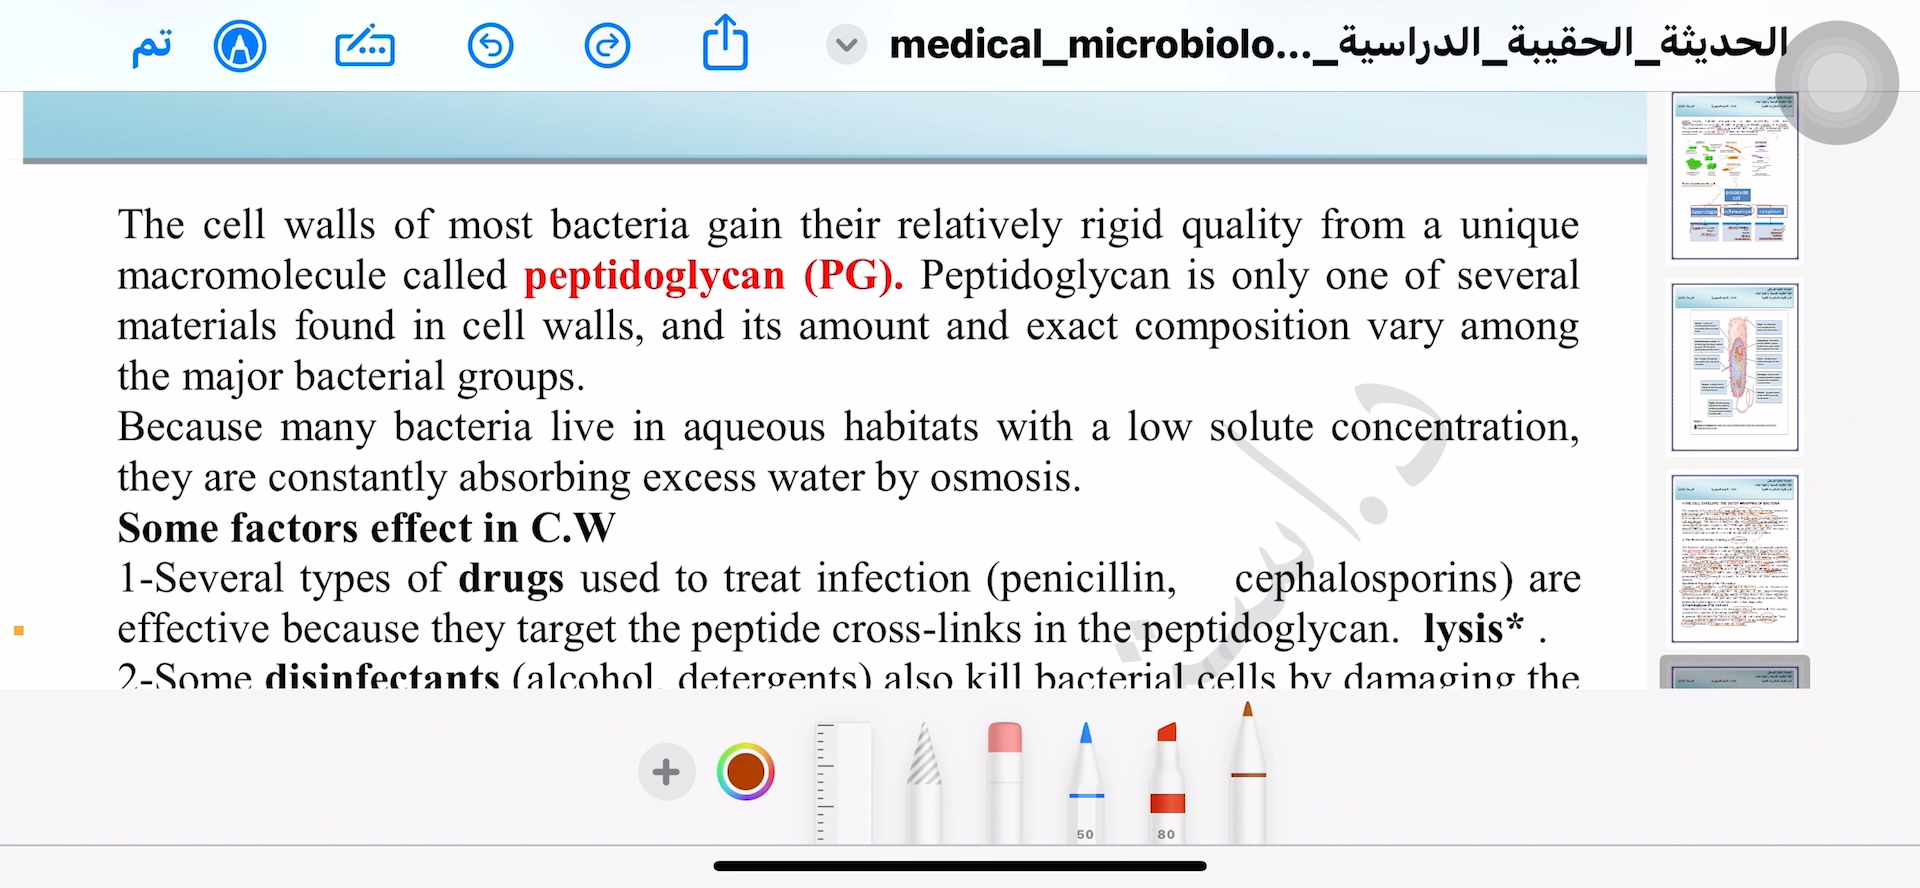 تم
medical_microbiolo..._الحديثة_الحقيبة_الدراسية
The cell walls of most bacteria gain their relatively rigid quality from a unique
macromolecule called peptidoglycan (PG). Peptidoglycan is only one of several
materials found in cell walls, and its amount and exact composition vary among
the major bacterial groups.
Because many bacteria live in aqueous habitats with a low solute concentration,
they are constantly absorbing excess water by osmosis.
Some factors effect in C.W
1-Several types of drugs used to treat infection (penicillin, cephalosporins) are
effective because they target the peptide cross-links in the peptidoglycan. lysis* .
2-Some disinfectants (alcohol, detergents) also kill bacterial cells by damaging the
50
80